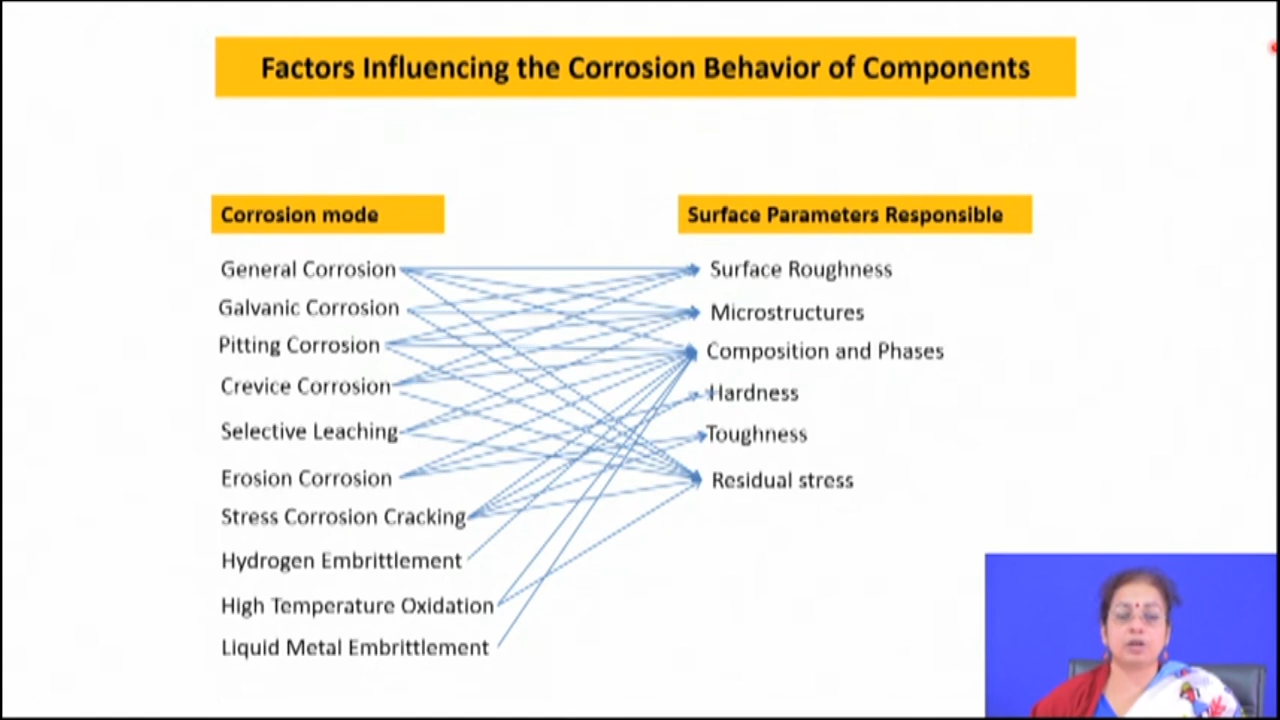 Factors Influencing the Corrosion Behavior of Components
Corrosion mode
General Corrosion
Galvanic Corrosion
Pitting Corrosion
Crevice Corrosion
Selective Leaching
Erosion Corrosion
Stress Corrosion Cracking
Hydrogen Embrittlement
High Temperature Oxidation
Liquid Metal Embrittlement
Surface Parameters Responsible
Surface Roughness
Microstructures
Composition and Phases
Hardness
Toughness
Residual stress